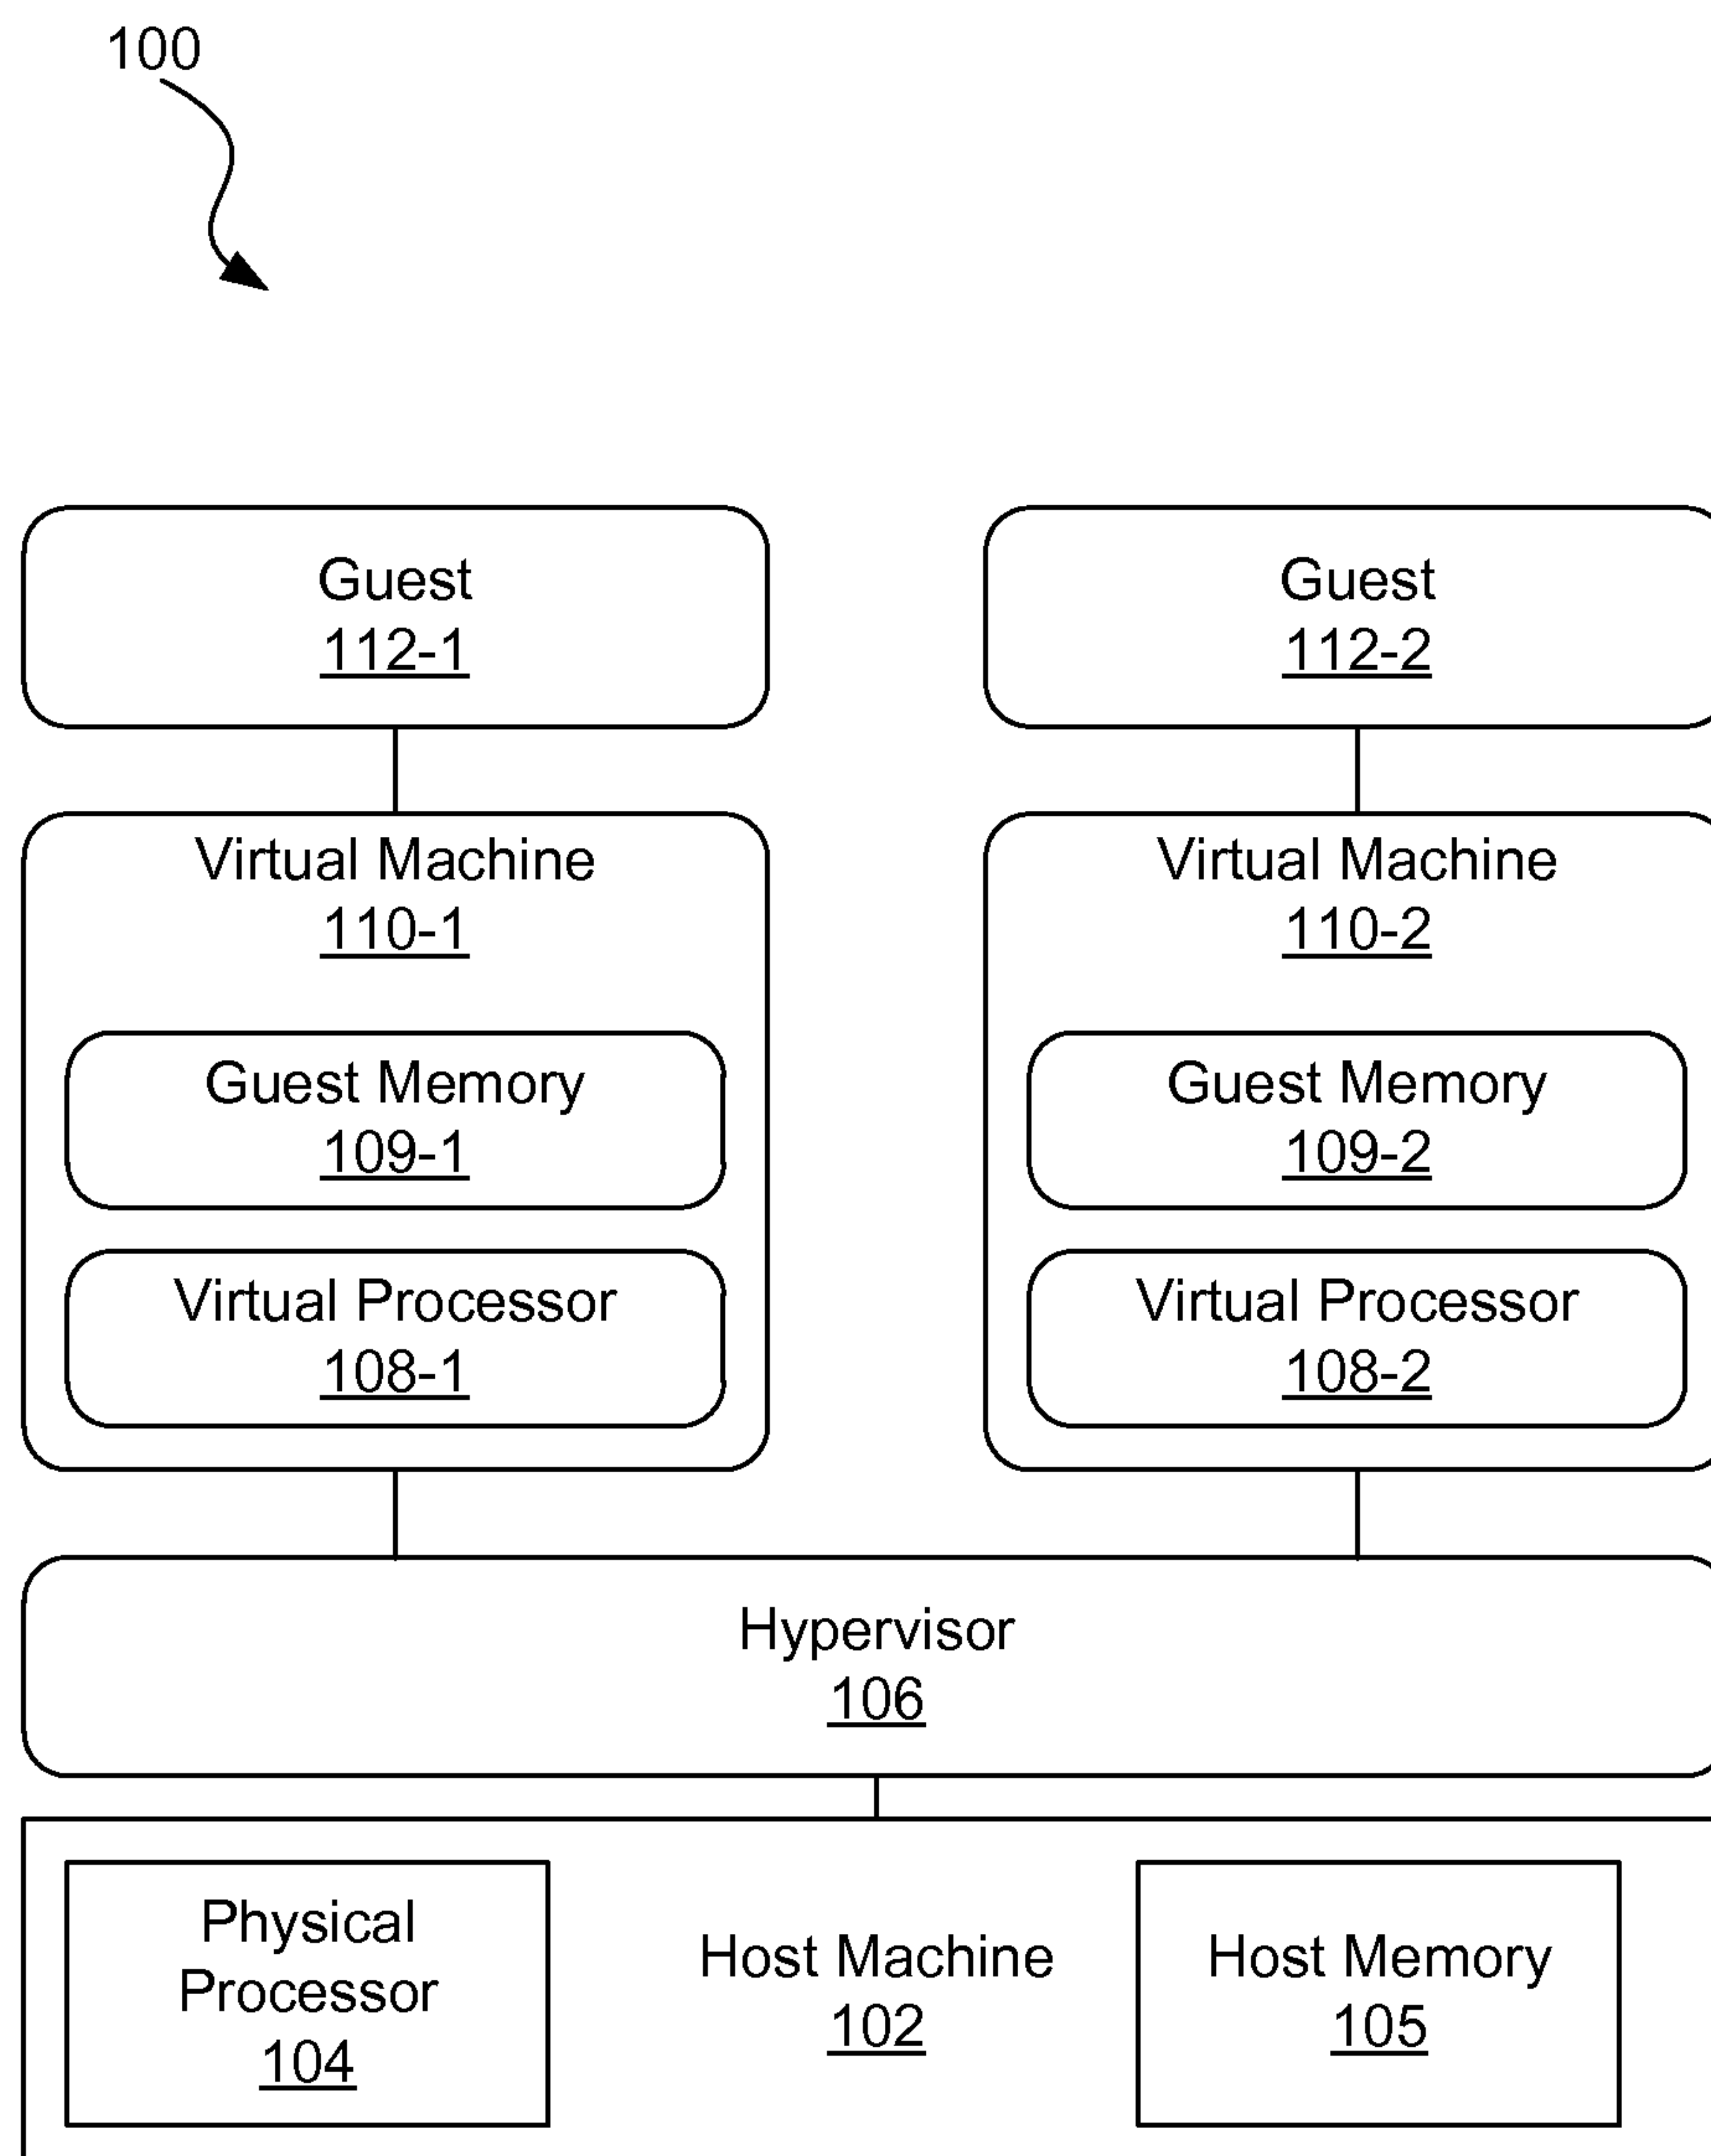 100
Guest
112-1
Guest
112-2
Virtual Machine
110-1
Guest Memory
109-1
Virtual Processor
108-1
Virtual Machine
110-2
Guest Memory
109-2
Virtual Processor
108-2
Hypervisor
106
Physical
Processor
104
Host Machine
102
Host Memory
105